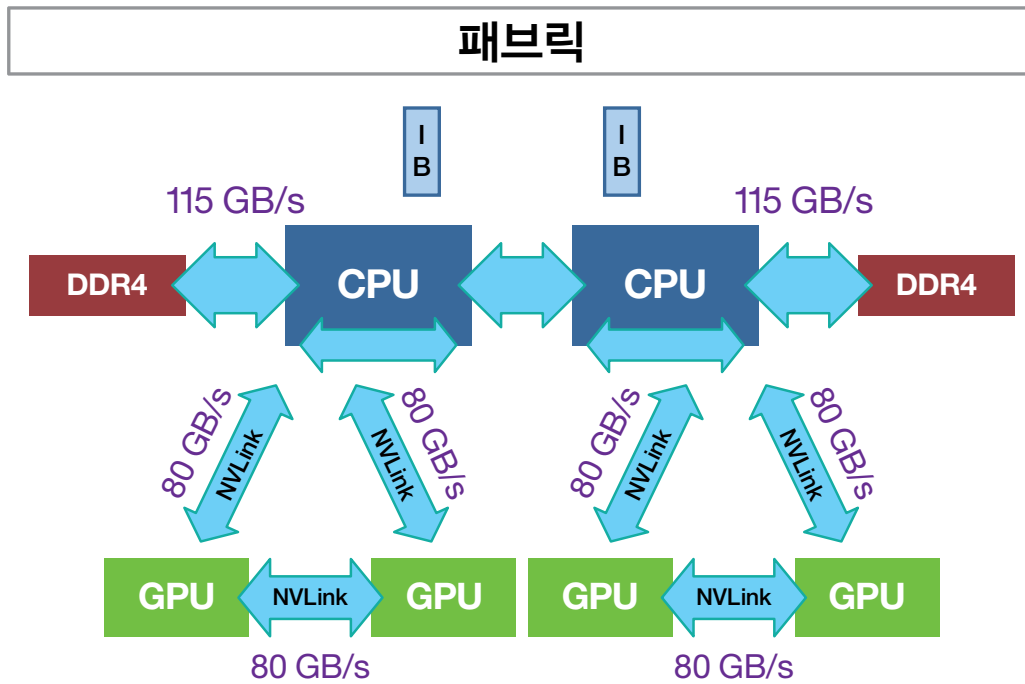 패브릭
I
B
I
B
115 GB/s
115 GB/s
DDR4
CPU
CPU
DDR4
80 GB/s
NVLink
NVLink
80 GB/s
80 GB/s
NVLink
NVLink
80 GB/s
GPU
NVLink
GPU
GPU
NVLink
GPU
80 GB/s
80 GB/s